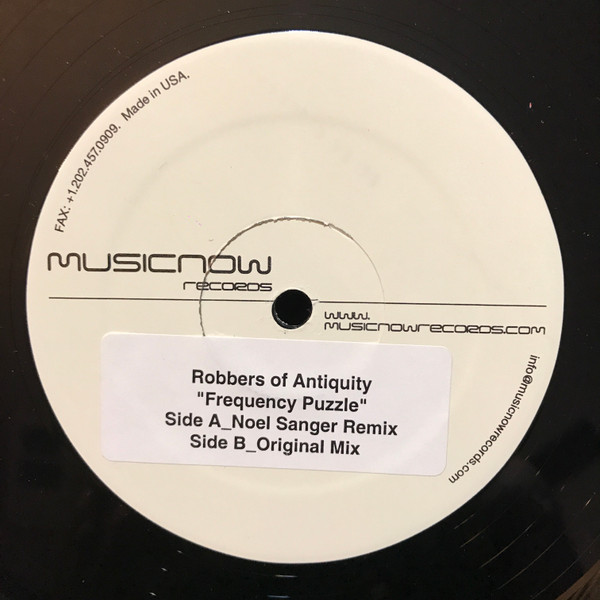 FAX: +1.202.457.0909. Made in USA.
musicnow
records
www.
musicnowrecords.com
info@musicnowrecords.com
Robbers of Antiquity
"Frequency Puzzle"
Side A_Noel Sanger Remix
Side B_Original Mix